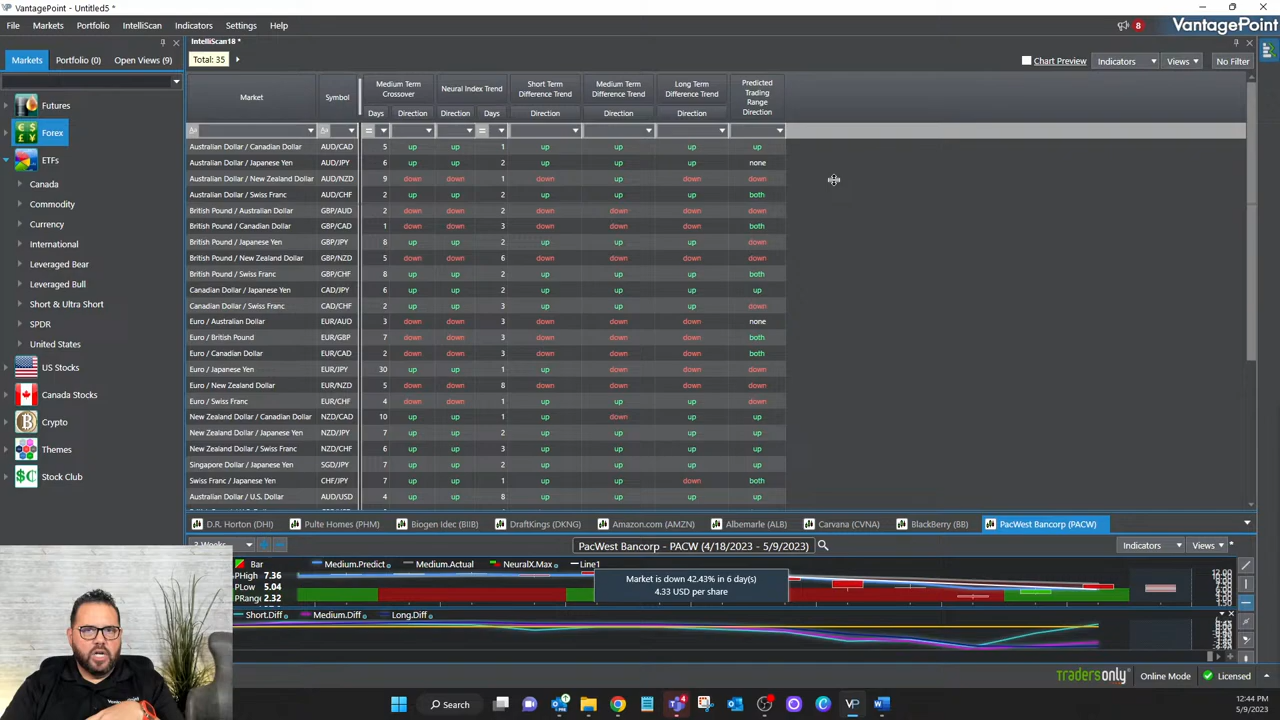 VantagePoint - Untitled5 *
File Markets Portfolio IntelliScan Indicators Settings Help
8 VantagePoint
IntelliScan18 *
Markets Portfolio (0) Open Views (9)
Total: 35
Chart Preview Indicators Views No Filter
Futures
Forex
ETFs
Canada
Commodity
Currency
International
Leveraged Bear
Leveraged Bull
Short & Ultra Short
SPDR
United States
US Stocks
Canada Stocks
Crypto
Themes
Stock Club
Market Symbol Medium Term Crossover Neural Index Trend Short Term Difference Trend Medium Term Difference Trend Long Term Difference Trend Predicted Trading Range Direction
Days Direction Direction Days Direction Direction Direction
Australian Dollar / Canadian Dollar AUD/CAD 5 up up 1 up up up up
Australian Dollar / Japanese Yen AUD/JPY 6 up up 2 up up up none
Australian Dollar / New Zealand Dollar AUD/NZD 9 down down 1 down up down down
Australian Dollar / Swiss Franc AUD/CHF 2 up up 2 up up up both
British Pound / Australian Dollar GBP/AUD 2 down down 2 down down down down
British Pound / Canadian Dollar GBP/CAD 1 down down 3 down down down both
British Pound / Japanese Yen GBP/JPY 8 up up 2 up up up down
British Pound / New Zealand Dollar GBP/NZD 5 down down 6 down down down down
British Pound / Swiss Franc GBP/CHF 8 up up 2 up up up both
Canadian Dollar / Japanese Yen CAD/JPY 6 up up 2 up up up up
Canadian Dollar / Swiss Franc CAD/CHF 2 up up 3 up up up down
Euro / Australian Dollar EUR/AUD 3 down down 3 down down down none
Euro / British Pound EUR/GBP 7 down down 3 down down down both
Euro / Canadian Dollar EUR/CAD 2 down down 3 down down down both
Euro / Japanese Yen EUR/JPY 30 up up 1 up down down down
Euro / New Zealand Dollar EUR/NZD 5 down down 8 down down down down
Euro / Swiss Franc EUR/CHF 4 down down 1 up up up down
New Zealand Dollar / Canadian Dollar NZD/CAD 10 up up 1 up down up up
New Zealand Dollar / Japanese Yen NZD/JPY 7 up up 2 up up up up
New Zealand Dollar / Swiss Franc NZD/CHF 6 up up 3 up up up up
Singapore Dollar / Japanese Yen SGD/JPY 7 up up 2 up up up up
Swiss Franc / Japanese Yen CHF/JPY 7 up up 1 up up down both
Australian Dollar / U.S. Dollar AUD/USD 4 up up 8 up up up up
D.R. Horton (DHI) Pulte Homes (PHM) Biogen Idec (BIIB) DraftKings (DKNG) Amazon.com (AMZN) Albemarle (ALB) Carvana (CVNA) BlackBerry (BB) PacWest Bancorp (PACW)
PacWest Bancorp - PACW (4/18/2023 - 5/9/2023) Indicators Views
Bar Medium.Predict Medium.Actual NeuralX.Max Line1
PHigh 7.36
PLow 5.04
PRange 2.32
Market is down 42.43% in 6 day(s)
4.33 USD per share
Short.Diff Medium.Diff Long.Diff
tradersonly Online Mode Licensed
Search
12:44 PM
5/9/2023